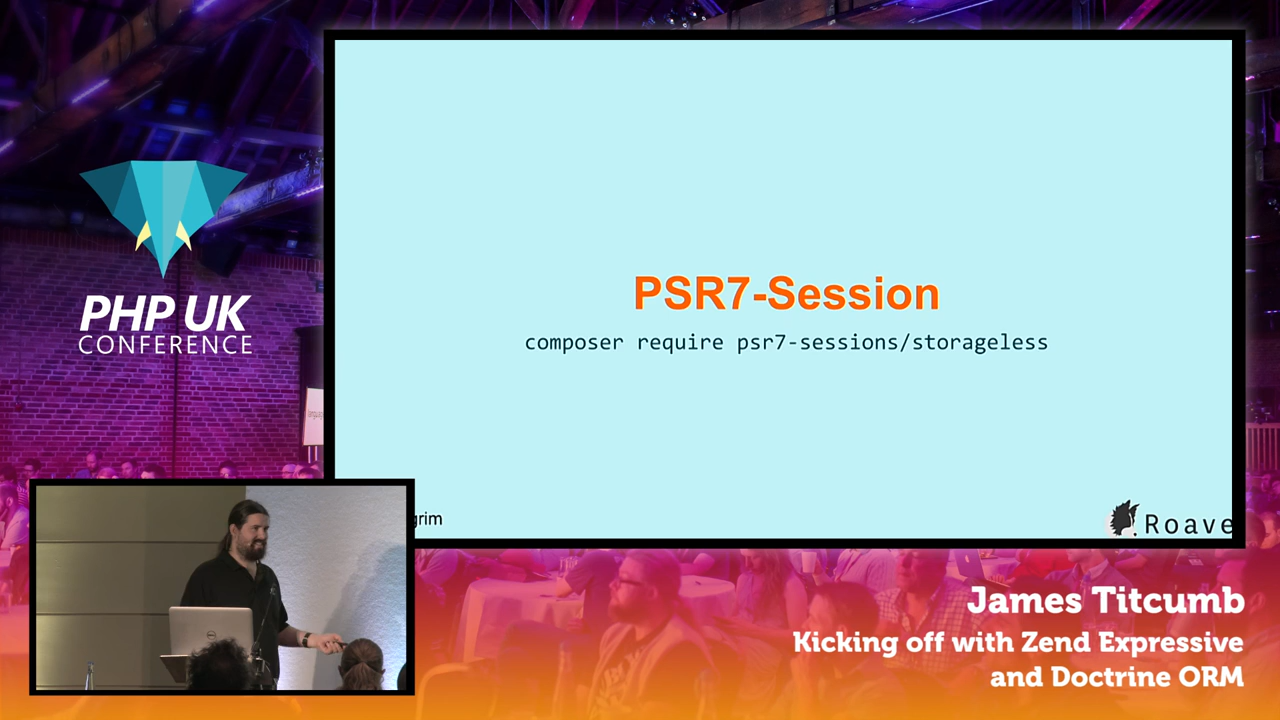 PHP UK
CONFERENCE
PSR7-Session
composer require psr7-sessions/storageless
grim
Roave
James Titcumb
Kicking off with Zend Expressive
and Doctrine ORM